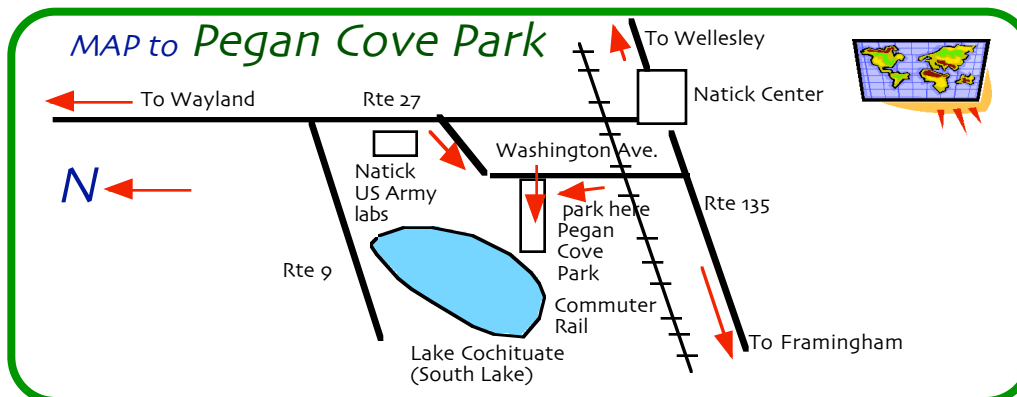 MAP to Pegan Cove Park
To Wellesley
To Wayland
Rte 27
Natick Center
Washington Ave.
Natick
US Army
labs
N
park here
Pegan
Cove
Park
Rte 135
Rte 9
Commuter
Rail
Lake Cochituate
(South Lake)
To Framingham